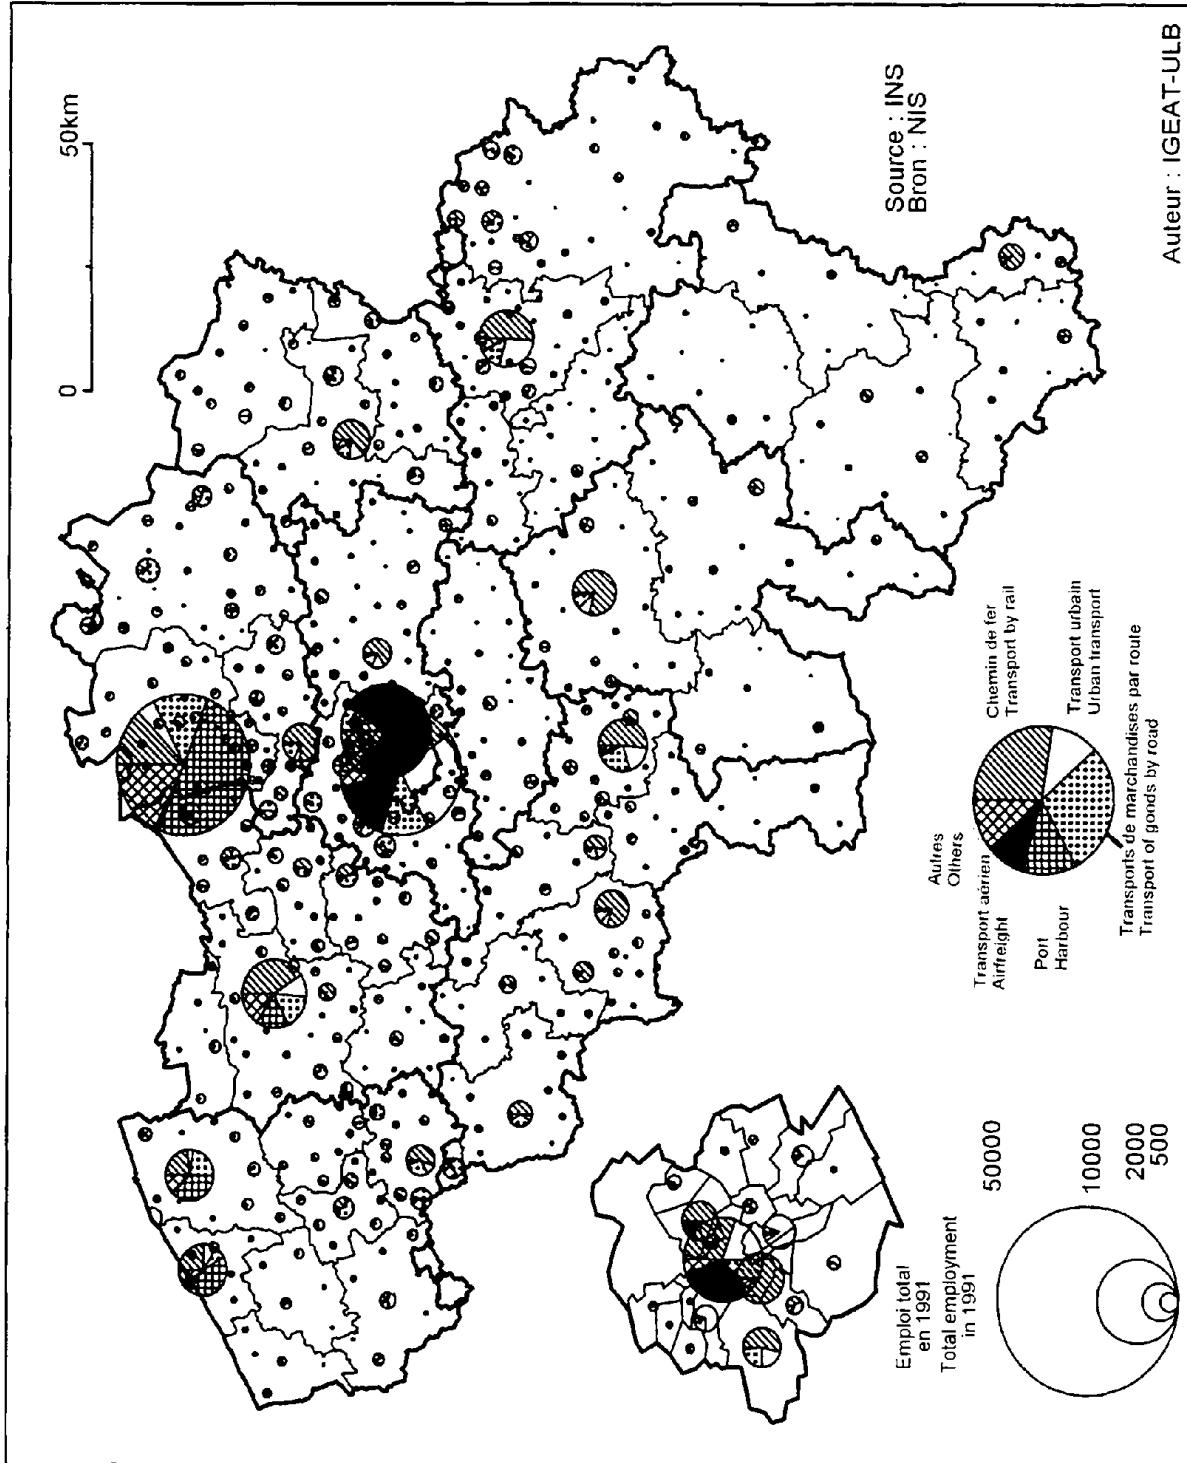 0
50km
Source : INS
Bron : NIS
Auteur : IGEAT-ULB
Chemin de fer
Transport by rail
Transport urbain
Urban transport
Transports de marchandises par route
Transport of goods by road
Port
Harbour
Transport aérien
Airfreight
Autres
Others
Emploi total
en 1991
Total employment
in 1991
50000
10000
2000
500